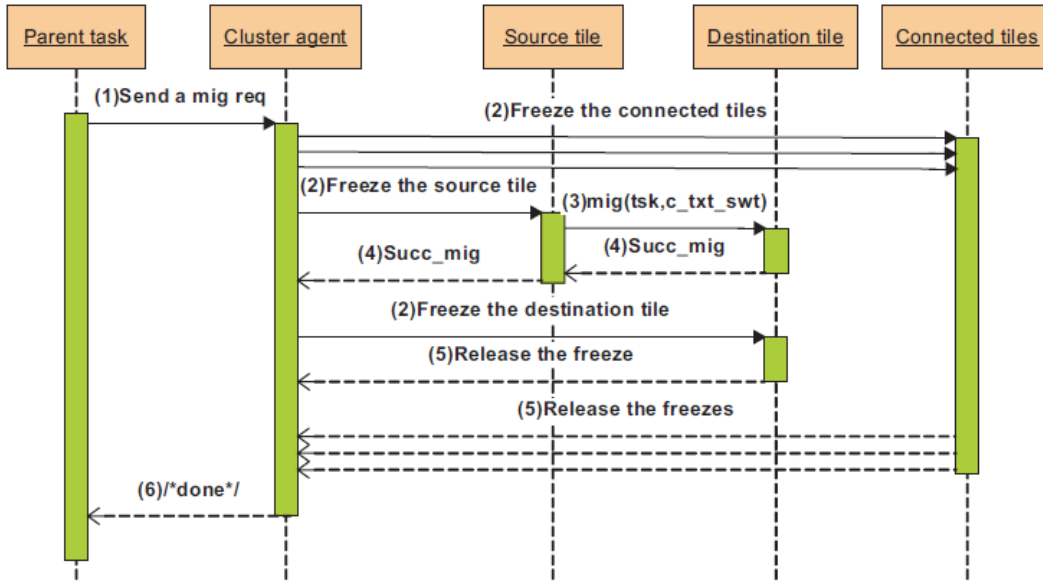 Parent task
Cluster agent
Source tile
Destination tile
Connected tiles
(1)Send a mig req
(2)Freeze the connected tiles
(2)Freeze the source tile
(3)mig(tsk,c_txt_swt)
(4)Succ_mig
(4)Succ_mig
(2)Freeze the destination tile
(5)Release the freeze
(5)Release the freezes
(6)/*done*/